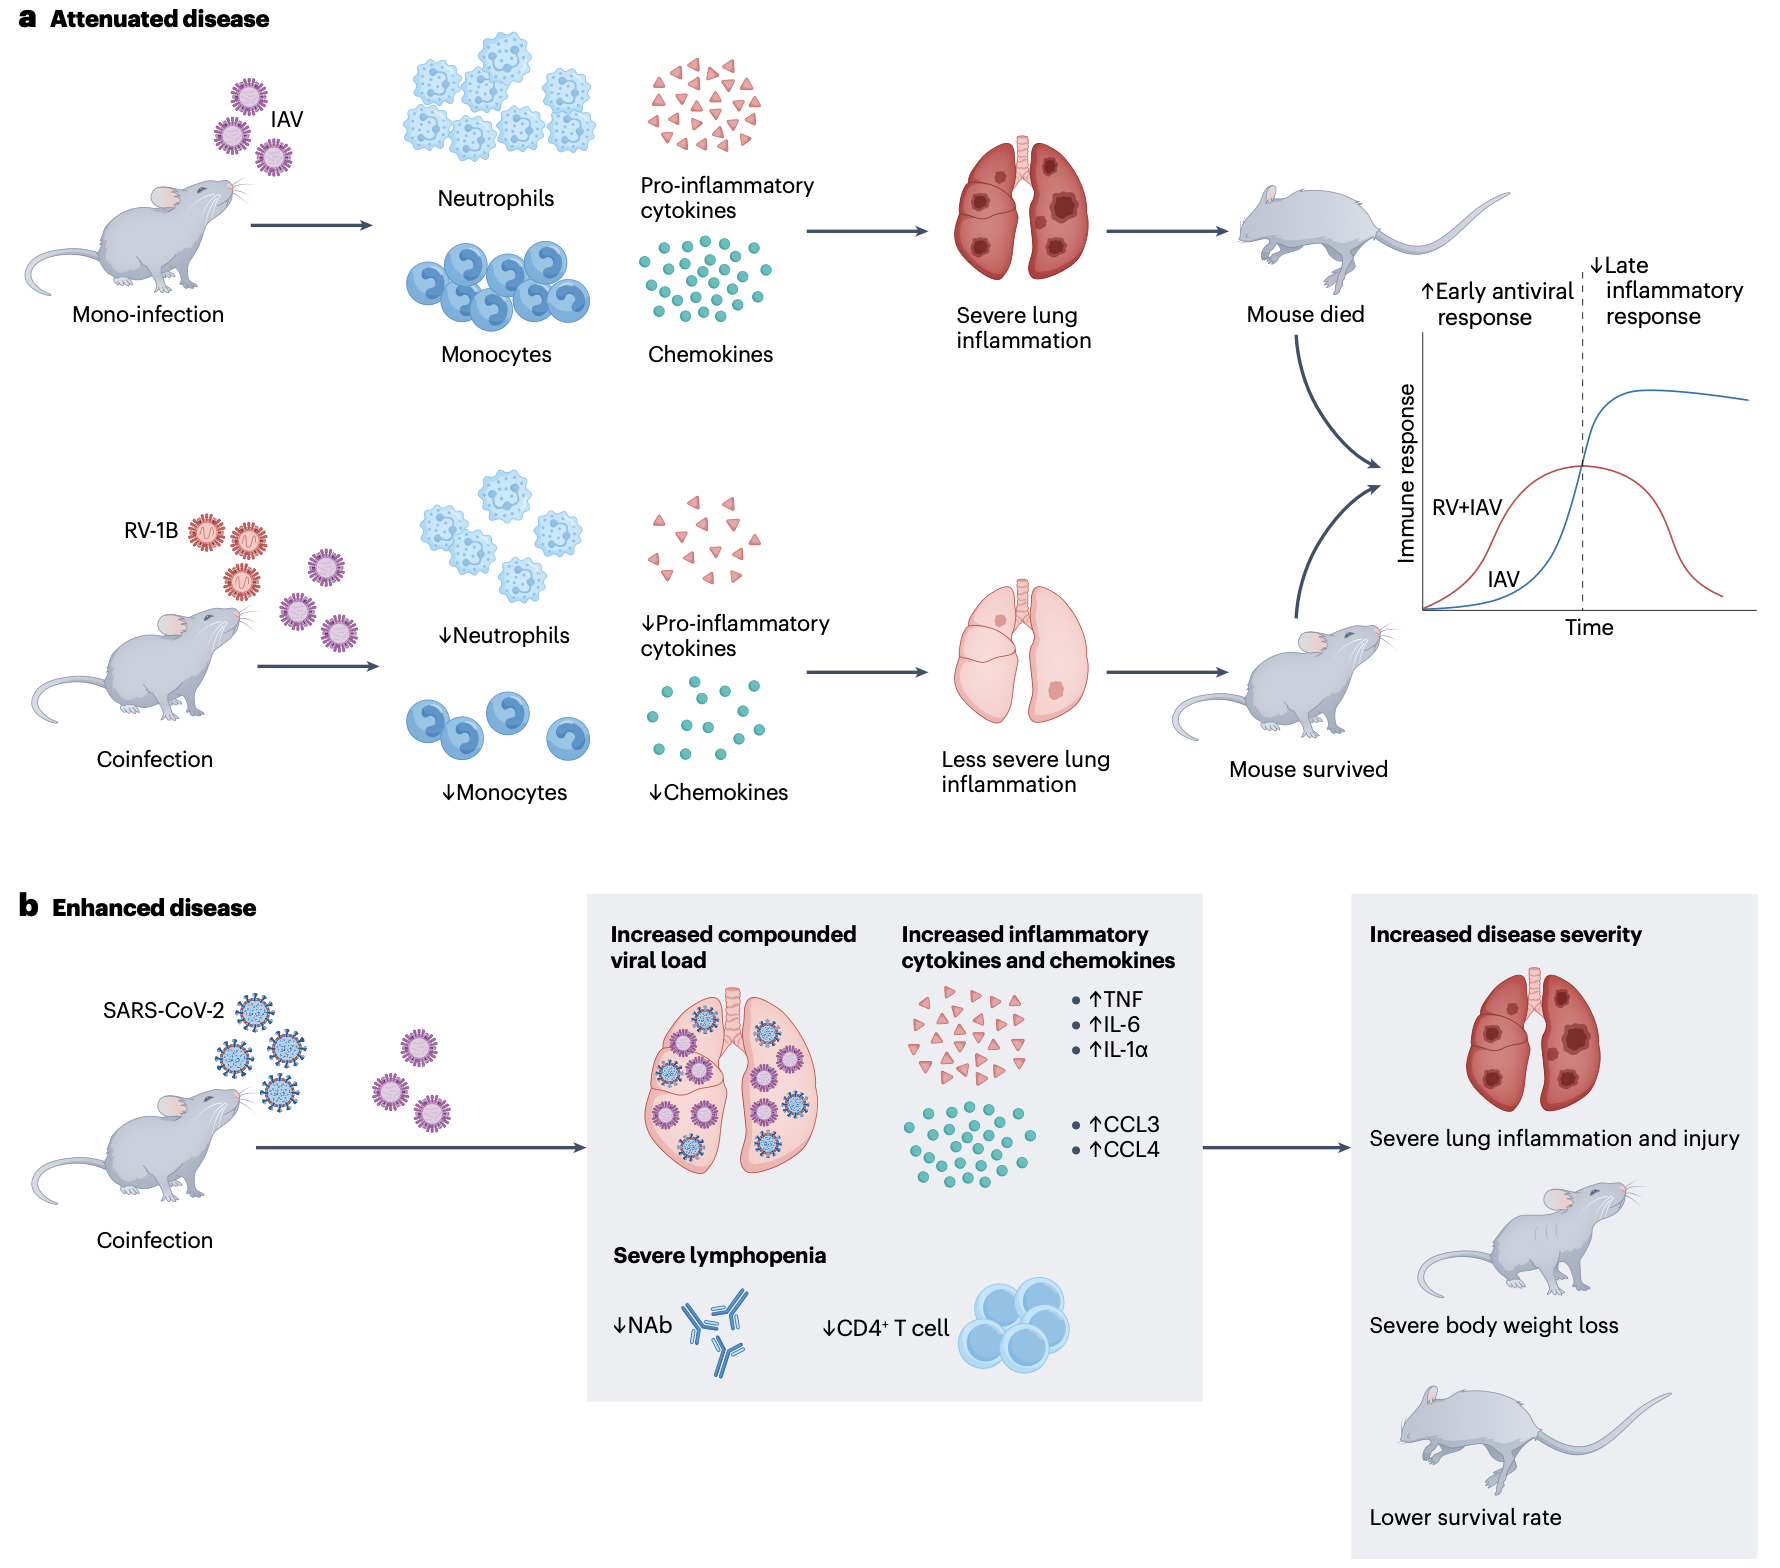 a Attenuated disease
IAV
Mono-infection
Neutrophils
Monocytes
Pro-inflammatory
cytokines
Chemokines
Severe lung
inflammation
Mouse died
↑Early antiviral
response
↓Late
inflammatory
response
Immune response
RV+IAV
IAV
Time
RV-1B
Coinfection
↓Neutrophils
↓Monocytes
↓Pro-inflammatory
cytokines
↓Chemokines
Less severe lung
inflammation
Mouse survived
b Enhanced disease
SARS-CoV-2
Coinfection
Increased compounded
viral load
Increased inflammatory
cytokines and chemokines
• ↑TNF
• ↑IL-6
• ↑IL-1α
• ↑CCL3
• ↑CCL4
Severe lymphopenia
↓NAb
↓CD4⁺ T cell
Increased disease severity
Severe lung inflammation and injury
Severe body weight loss
Lower survival rate